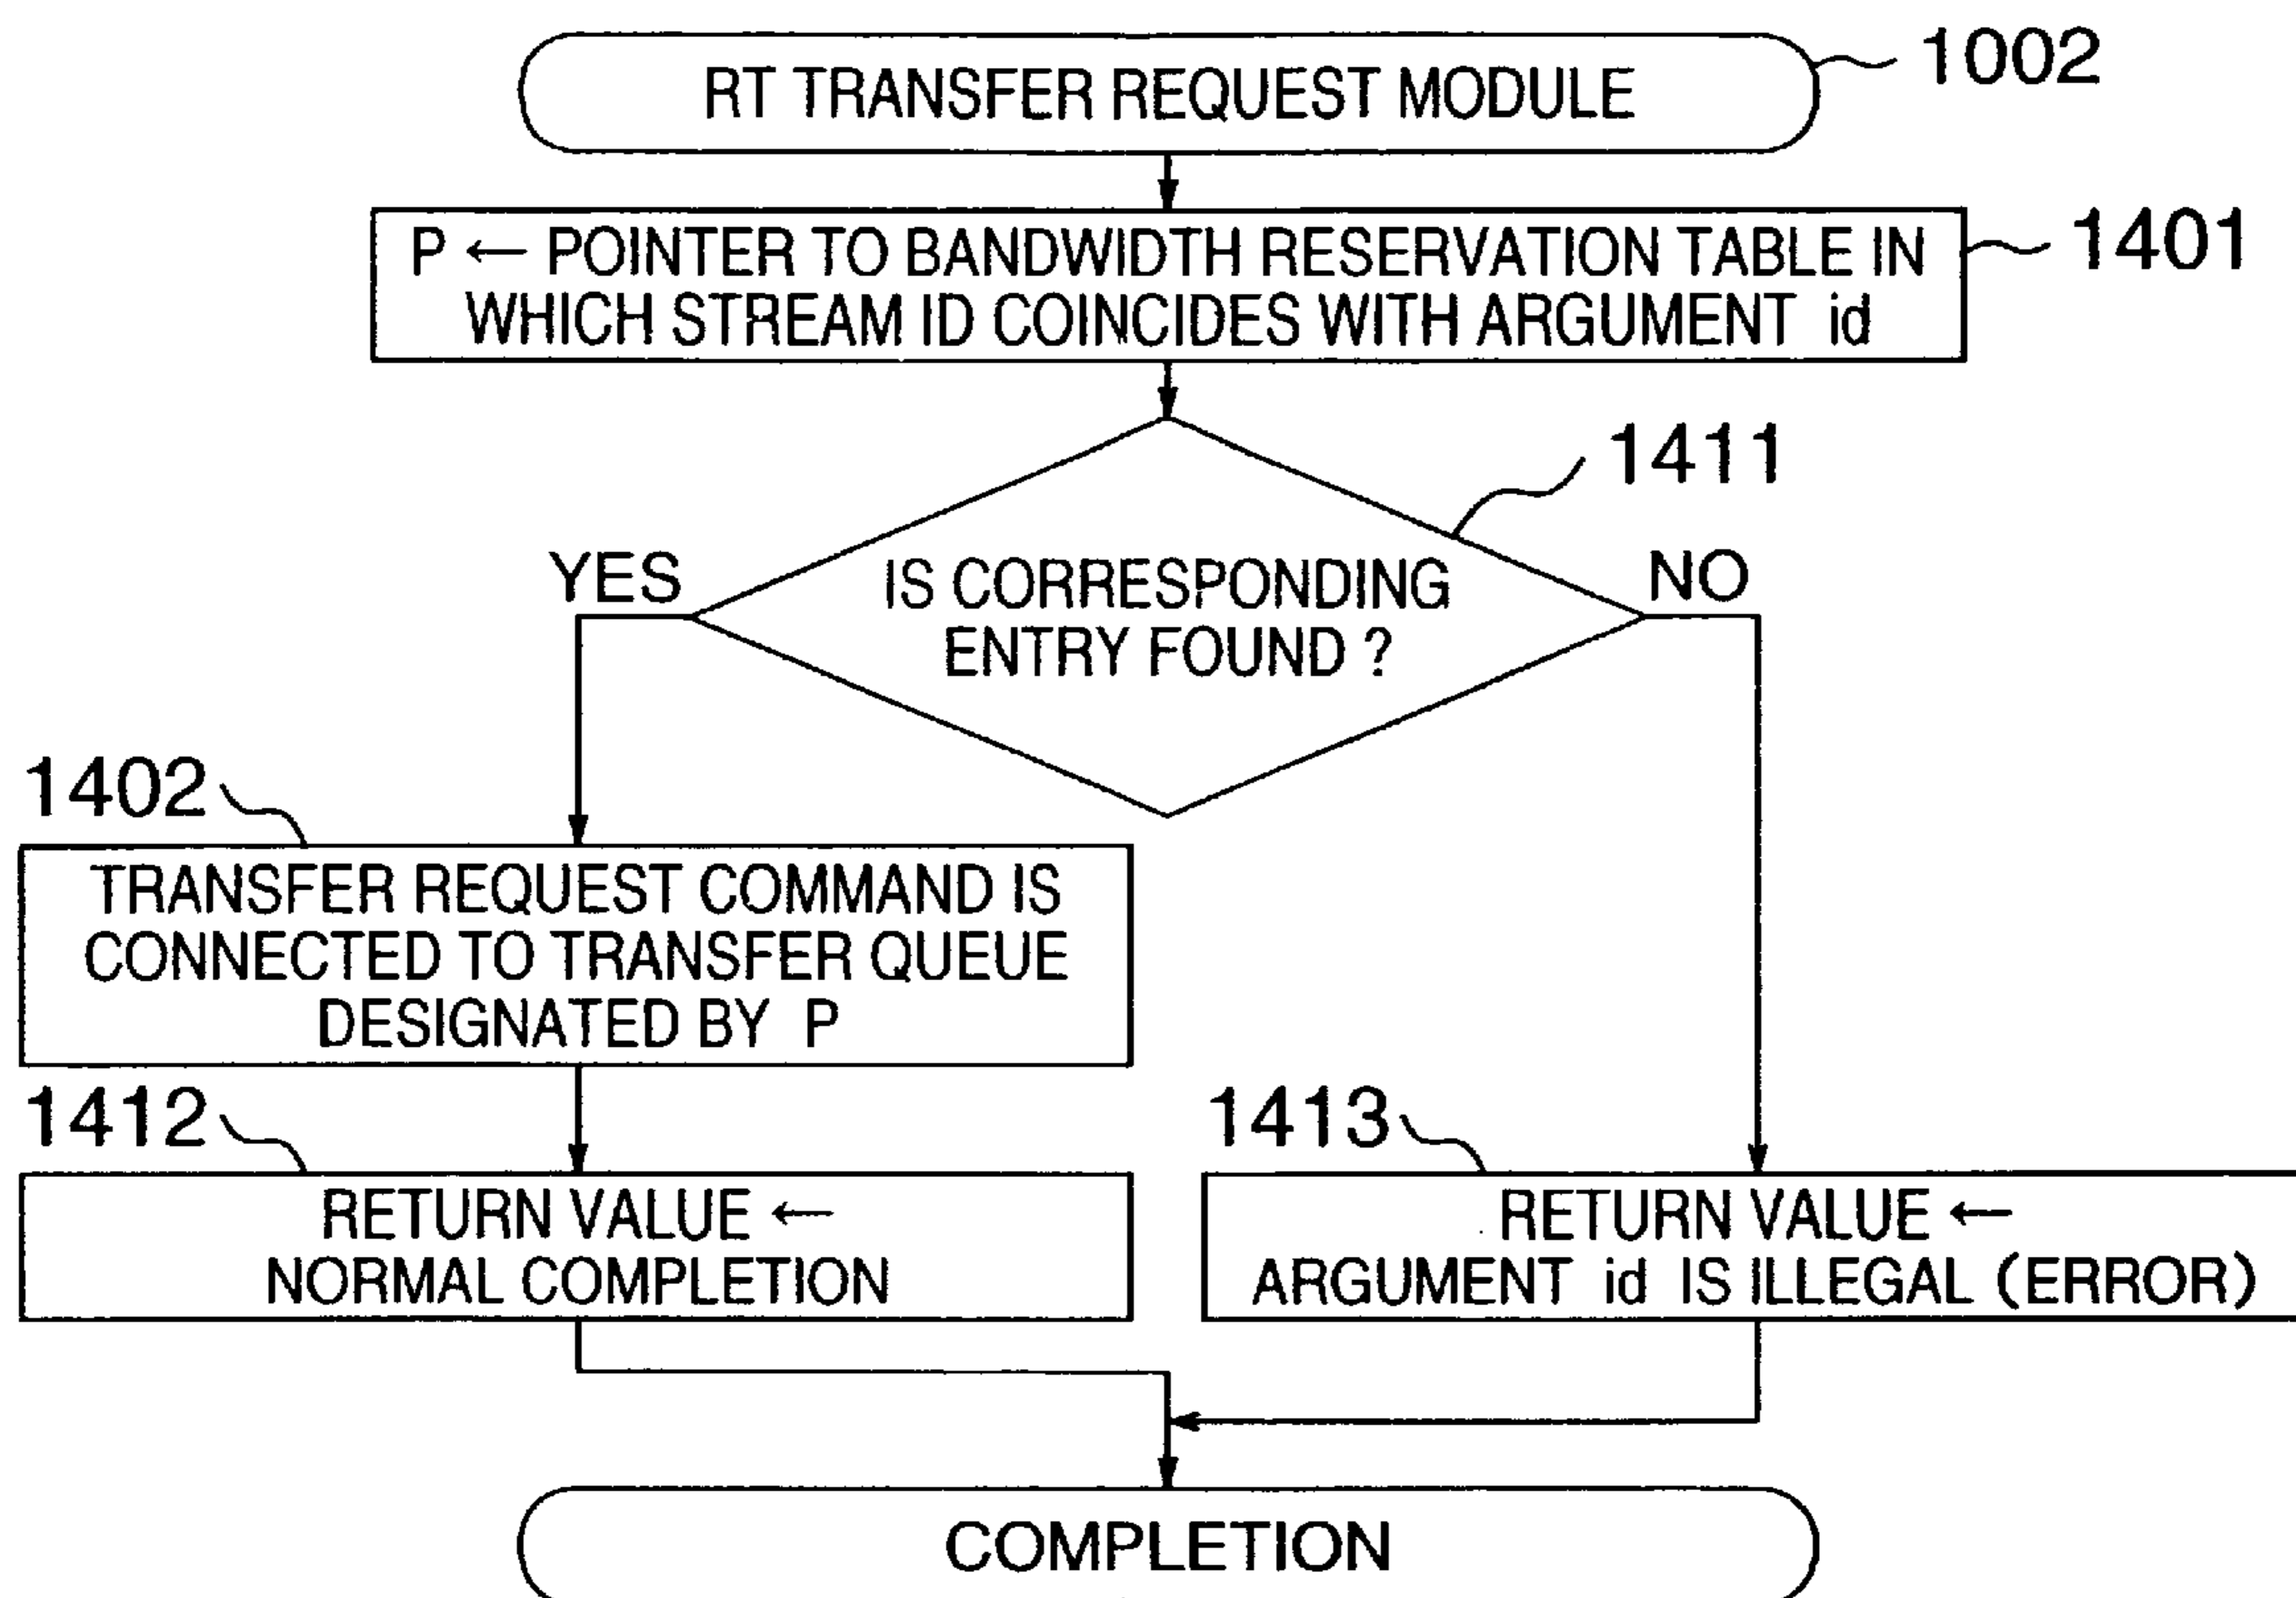 RT TRANSFER REQUEST MODULE
1002
P ← POINTER TO BANDWIDTH RESERVATION TABLE IN
WHICH STREAM ID COINCIDES WITH ARGUMENT id
1401
1411
YES
IS CORRESPONDING
ENTRY FOUND ?
NO
1402
TRANSFER REQUEST COMMAND IS
CONNECTED TO TRANSFER QUEUE
DESIGNATED BY P
1412
RETURN VALUE ←
NORMAL COMPLETION
1413
RETURN VALUE ←
ARGUMENT id IS ILLEGAL (ERROR)
COMPLETION